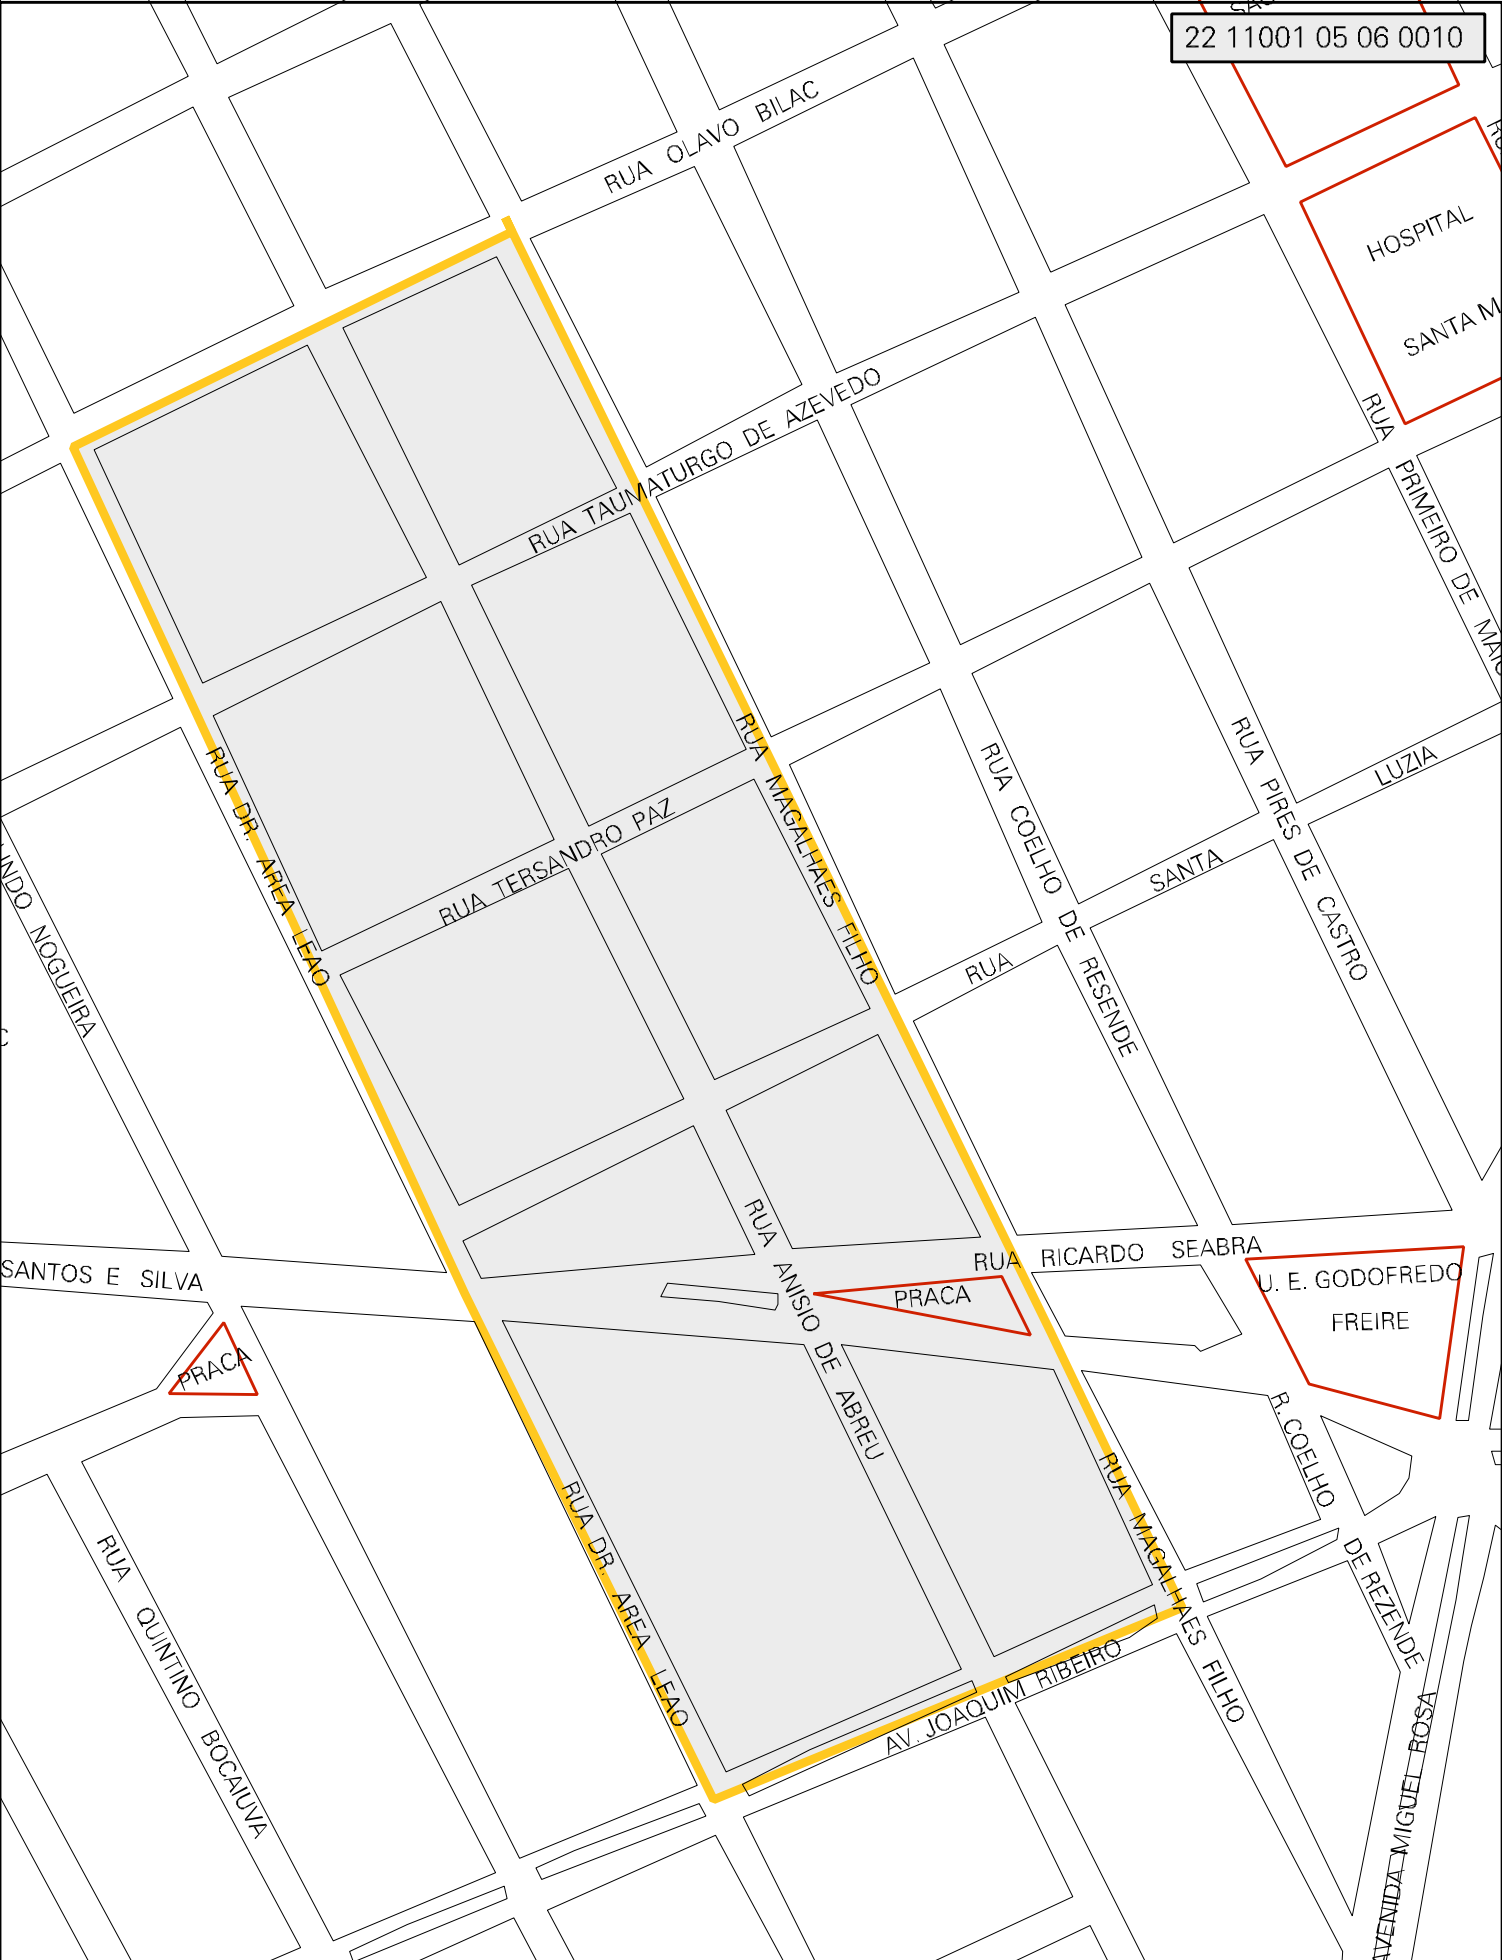 22 11001 05 06 0010
RUA OLAVO BILAC
HOSPITAL
SANTA M
RUA TAUMATURGO DE AZEVEDO
RUA PRIMEIRO DE MAIO
RUA DR. AREA LEAO
RUA MAGALHAES FILHO
RUA COELHO DE RESENDE
RUA PIRES DE CASTRO
RUA SANTA LUZIA
RUA TERSANDRO PAZ
NDO NOGUEIRA
SANTOS E SILVA
PRACA
RUA ANISIO DE ABREU
PRACA
RUA RICARDO SEABRA
U. E. GODOFREDO
FREIRE
R. COELHO DE REZENDE
RUA DR. AREA LEAO
RUA MAGALHAES FILHO
RUA QUINTINO BOCAIUVA
AV. JOAQUIM RIBEIRO
AVENIDA MIGUEL ROSA